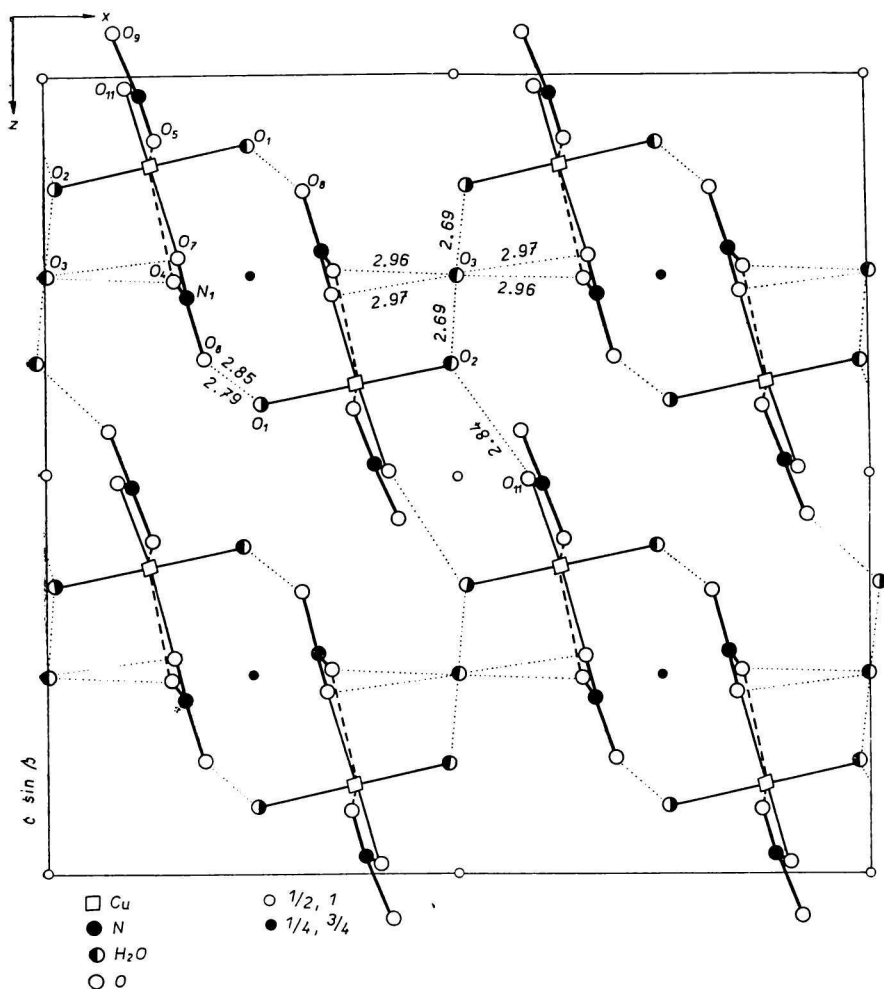 x
z
O₉
O₁₁
O₅
O₁
O₂
O₈
O₃
O₇
O₄
N₁
2.69
O₃
2.96
2.97
2.97
2.96
2.69
O₈
2.85
2.79
O₂
O₁
2.84
O₁₁
c sin β
Cu
N
H₂O
O
1/2, 1
1/4, 3/4